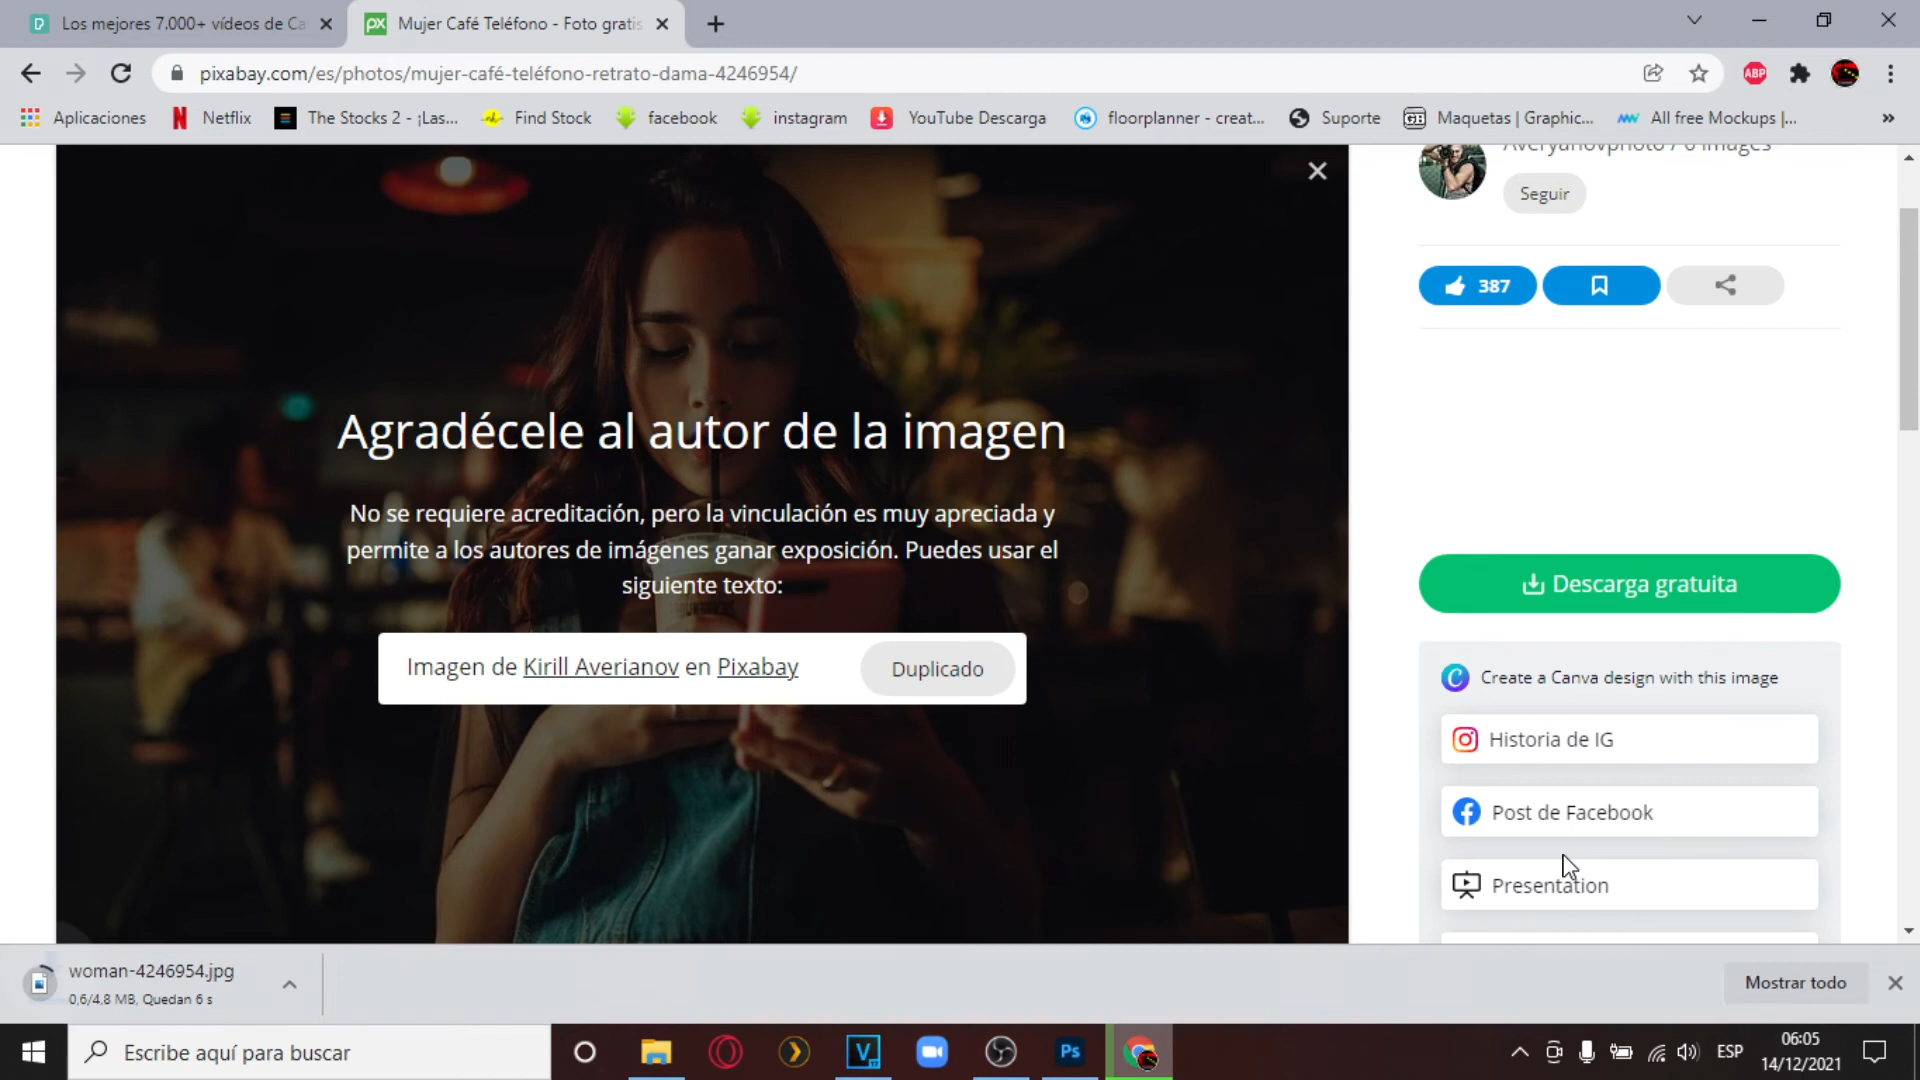 Los mejores 7.000+ vídeos de Ca
Mujer Café Teléfono - Foto gratis
pixabay.com/es/photos/mujer-café-teléfono-retrato-dama-4246954/
ABP
Aplicaciones
Netflix
The Stocks 2 - ¡Las...
Find Stock
facebook
instagram
YouTube Descarga
floorplanner - creat...
Suporte
Maquetas | Graphic...
All free Mockups |...
»
Averyanovphoto / 6 images
Seguir
387
Agradécele al autor de la imagen
No se requiere acreditación, pero la vinculación es muy apreciada y
permite a los autores de imágenes ganar exposición. Puedes usar el
siguiente texto:
Imagen de Kirill Averianov en Pixabay
Duplicado
Descarga gratuita
Create a Canva design with this image
Historia de IG
Post de Facebook
Presentation
woman-4246954.jpg
0,6/4,8 MB, Quedan 6 s
Mostrar todo
Escribe aquí para buscar
Ps
ESP
06:05
14/12/2021